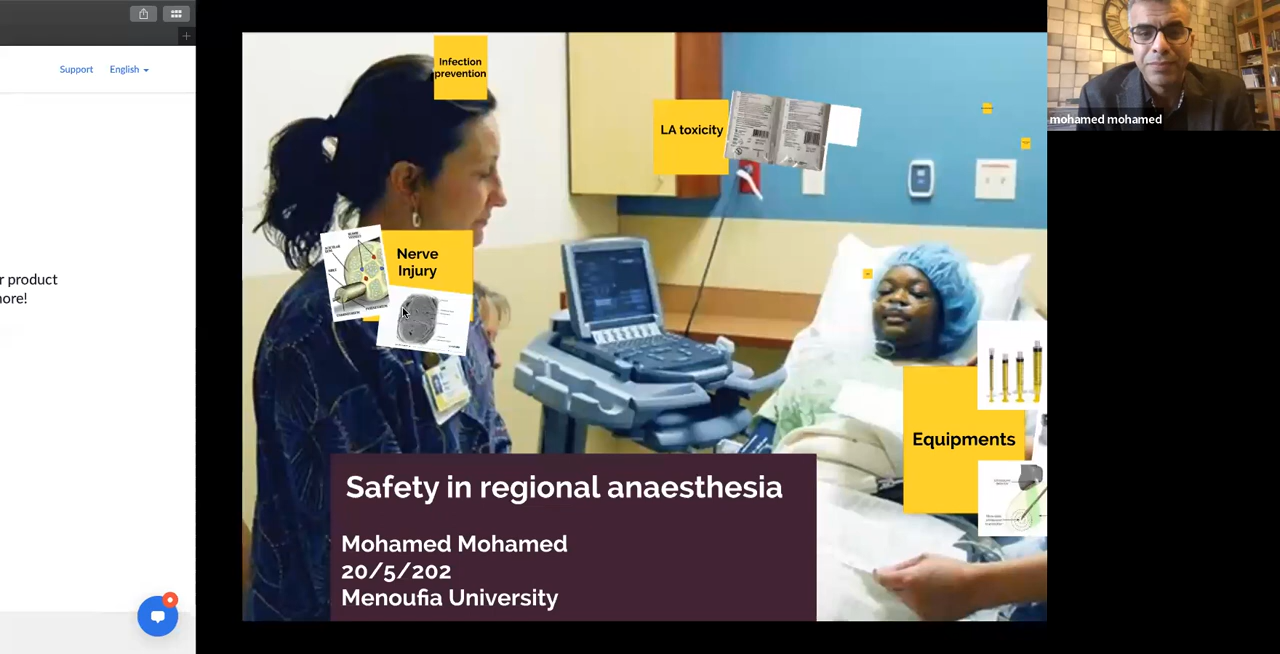 Support
English
r product
nore!
Infection
prevention
LA toxicity
Nerve
Injury
Equipments
Safety in regional anaesthesia
Mohamed Mohamed
20/5/202
Menoufia University
mohamed mohamed